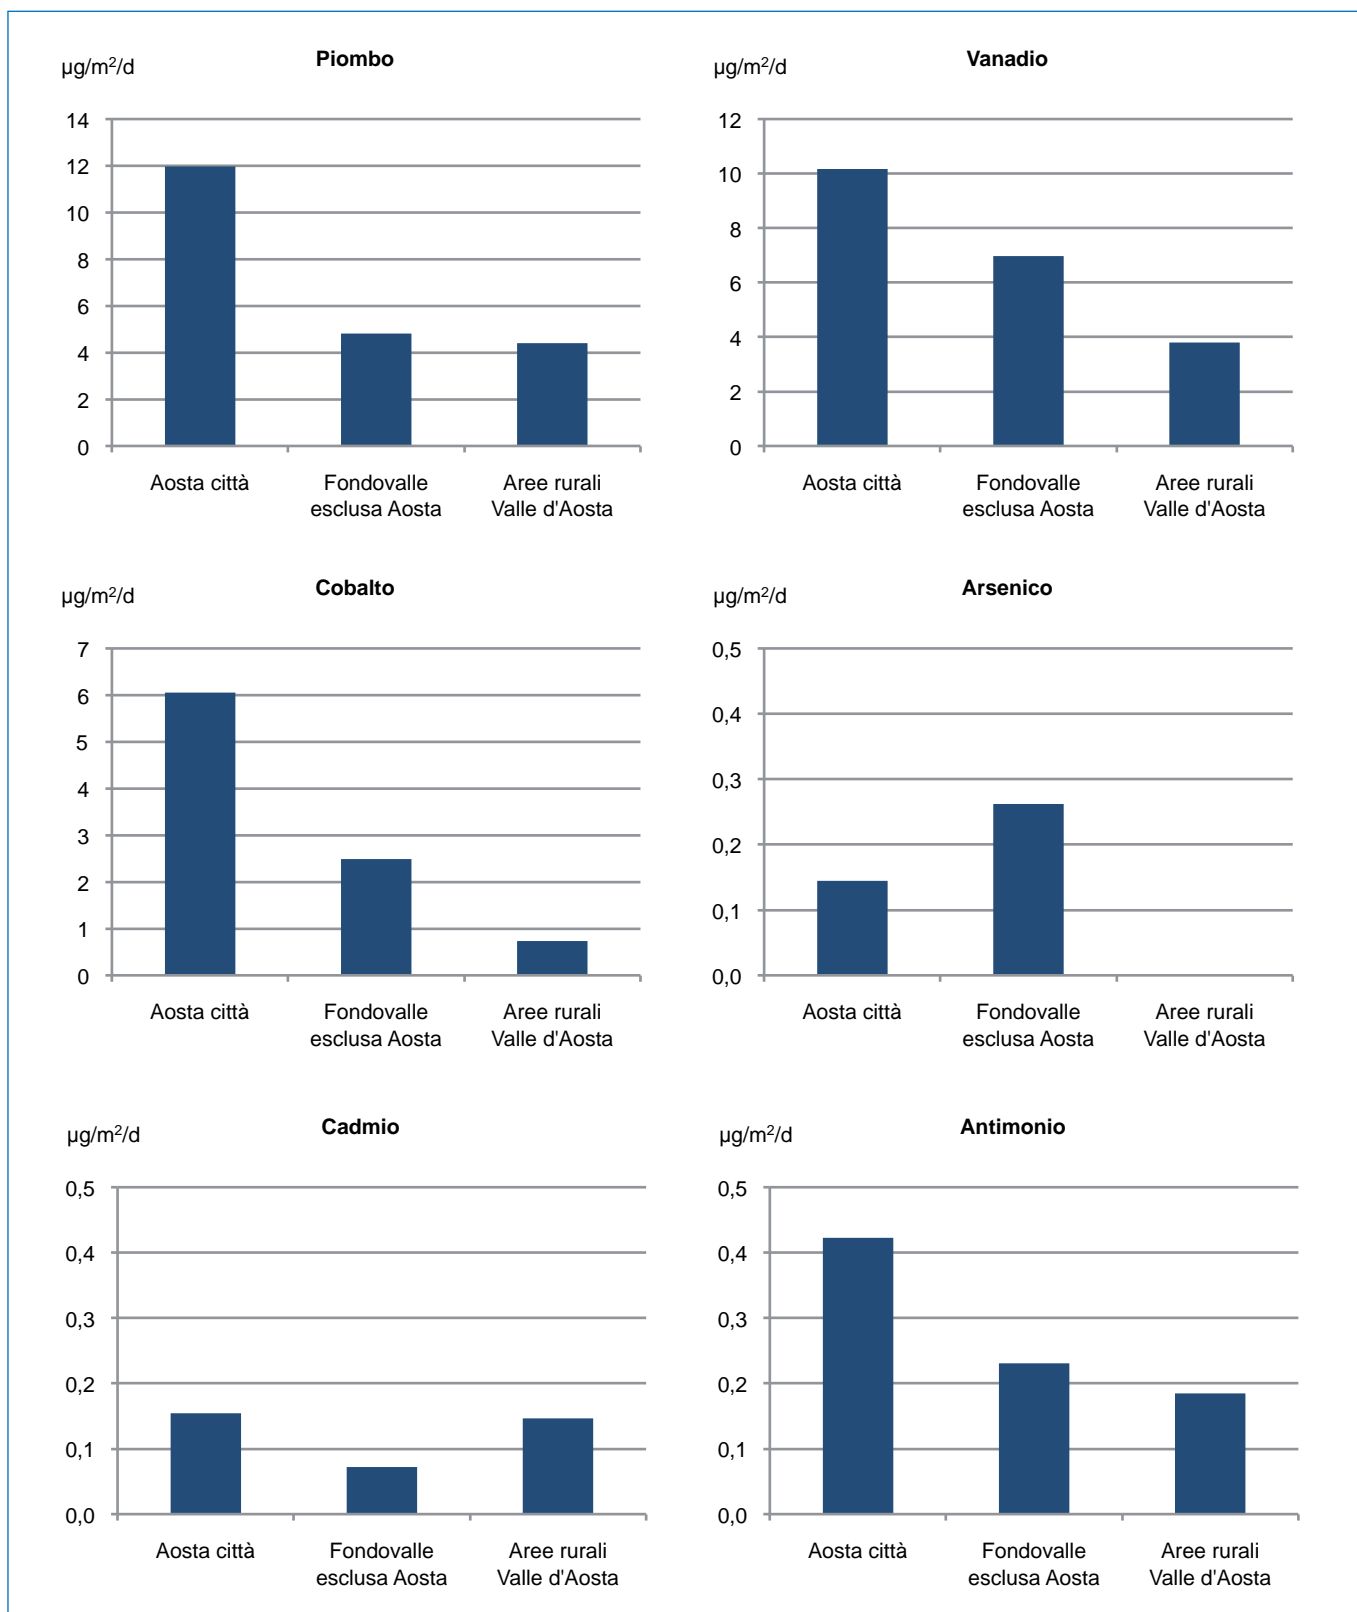 Piombo
µg/m²/d
14
12
10
8
6
4
2
0
Aosta città
Fondovalle
esclusa Aosta
Aree rurali
Valle d'Aosta
Vanadio
µg/m²/d
12
10
8
6
4
2
0
Aosta città
Fondovalle
esclusa Aosta
Aree rurali
Valle d'Aosta
Cobalto
µg/m²/d
7
6
5
4
3
2
1
0
Aosta città
Fondovalle
esclusa Aosta
Aree rurali
Valle d'Aosta
Arsenico
µg/m²/d
0,5
0,4
0,3
0,2
0,1
0,0
Aosta città
Fondovalle
esclusa Aosta
Aree rurali
Valle d'Aosta
Cadmio
µg/m²/d
0,5
0,4
0,3
0,2
0,1
0,0
Aosta città
Fondovalle
esclusa Aosta
Aree rurali
Valle d'Aosta
Antimonio
µg/m²/d
0,5
0,4
0,3
0,2
0,1
0,0
Aosta città
Fondovalle
esclusa Aosta
Aree rurali
Valle d'Aosta